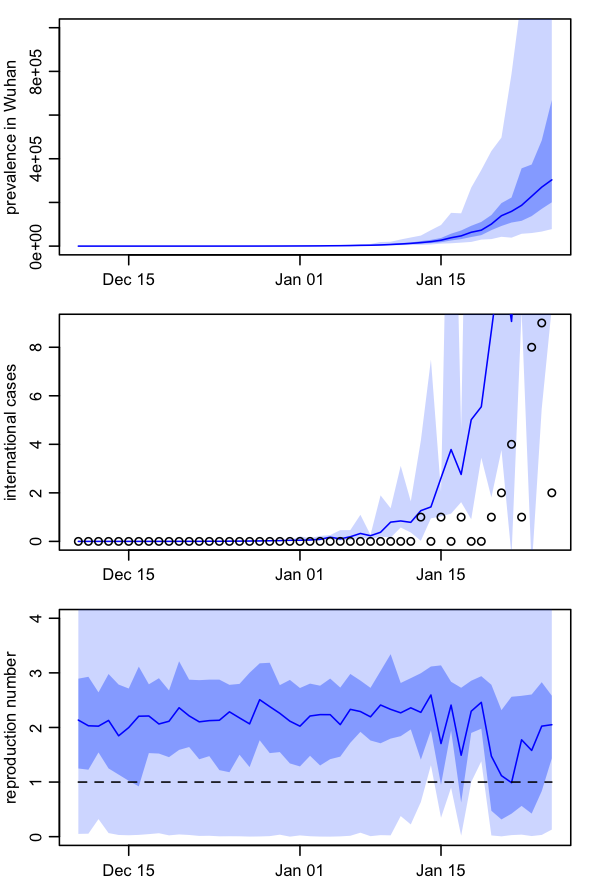 prevalence in Wuhan
8e+05
4e+05
0e+00
Dec 15 Jan 01 Jan 15
international cases
8
6
4
2
0
Dec 15 Jan 01 Jan 15
reproduction number
4
3
2
1
0
Dec 15 Jan 01 Jan 15